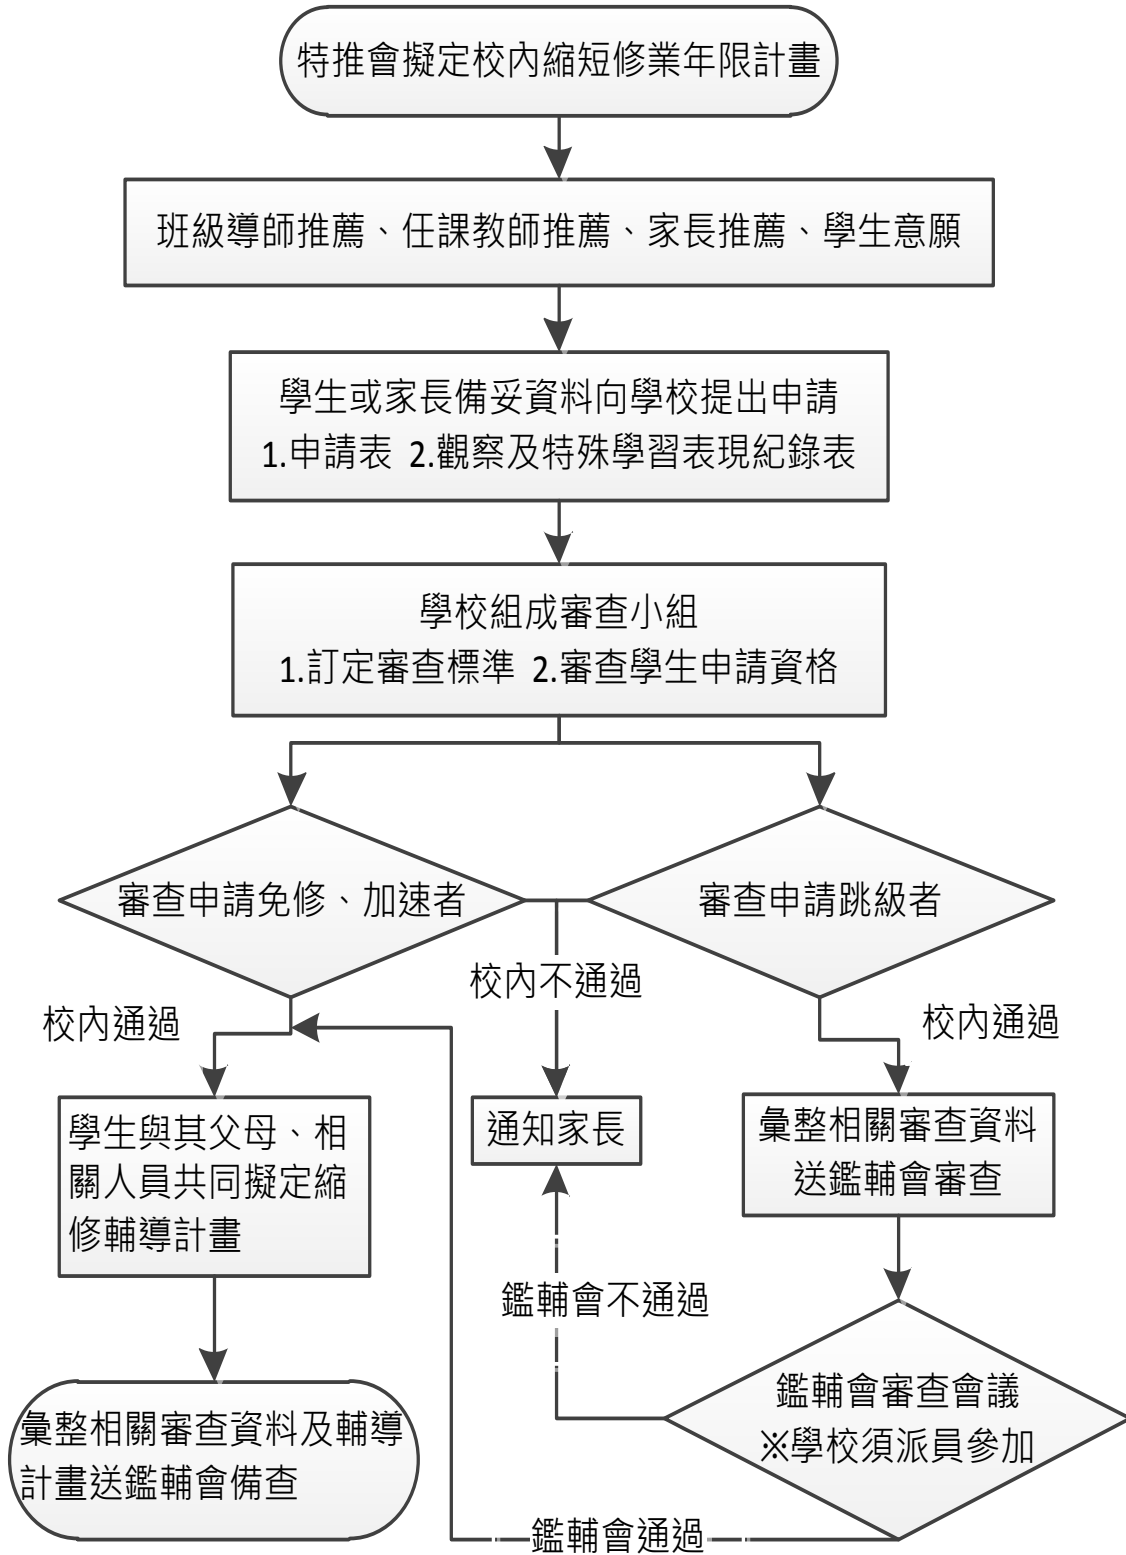 特推會擬定校內縮短修業年限計畫
班級導師推薦、任課教師推薦、家長推薦、學生意願
學生或家長備妥資料向學校提出申請
1.申請表 2.觀察及特殊學習表現紀錄表
學校組成審查小組
1.訂定審查標準 2.審查學生申請資格
審查申請免修、加速者
審查申請跳級者
校內不通過
校內通過
校內通過
學生與其父母、相
關人員共同擬定縮
修輔導計畫
通知家長
彙整相關審查資料
送鑑輔會審查
鑑輔會不通過
鑑輔會審查會議
※學校須派員參加
彙整相關審查資料及輔導
計畫送鑑輔會備查
鑑輔會通過